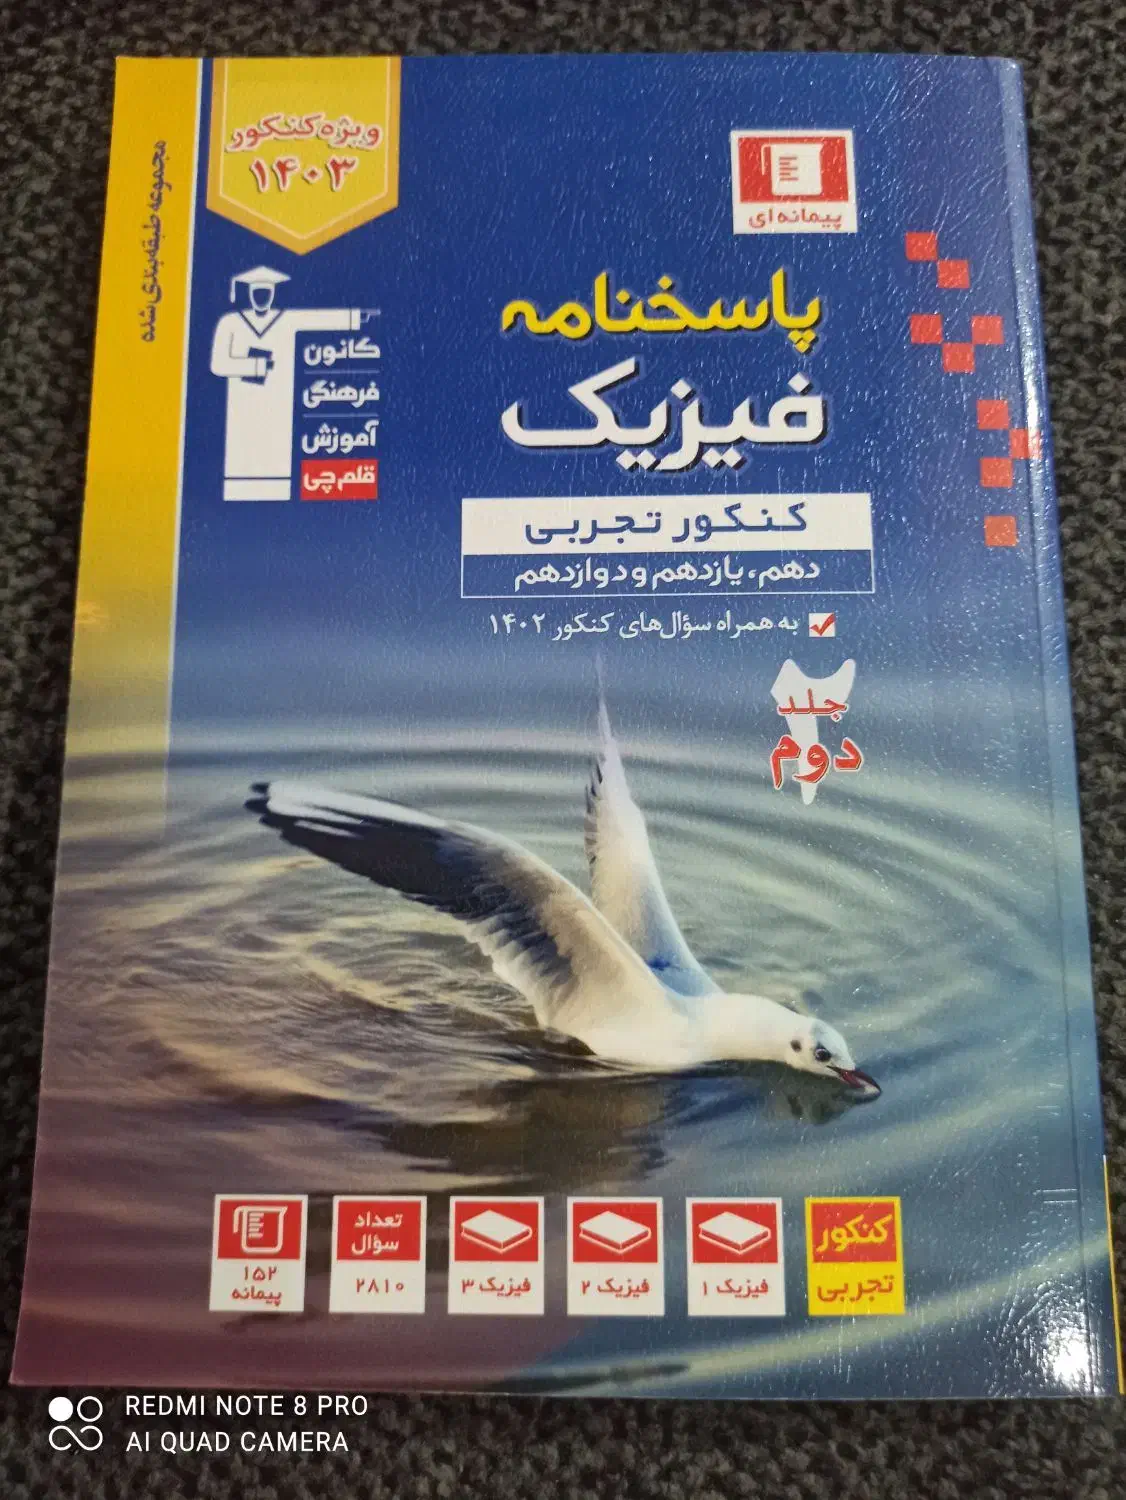 ویژه کنکور
۱۴۰۳
مجموعه طبقه‌بندی شده
پیمانه‌ای
کانون
فرهنگی
آموزش
قلم‌چی
پاسخنامه
فیزیک
کنکور تجربی
دهم، یازدهم و دوازدهم
به همراه سؤال‌های کنکور ۱۴۰۲
۲
جلد
دوم
کنکور
تجربی
فیزیک ۱
فیزیک ۲
فیزیک ۳
تعداد
سؤال
۲۸۱۰
۱۵۲
پیمانه
REDMI NOTE 8 PRO
AI QUAD CAMERA